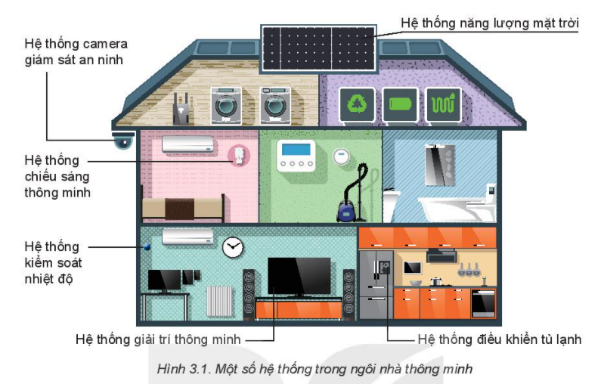 Hệ thống năng lượng mặt trời
Hệ thống camera
giám sát an ninh
Hệ thống
chiếu sáng
thông minh
Hệ thống
kiểm soát
nhiệt độ
Hệ thống giải trí thông minh
Hệ thống điều khiển tủ lạnh
Hình 3.1. Một số hệ thống trong ngôi nhà thông minh